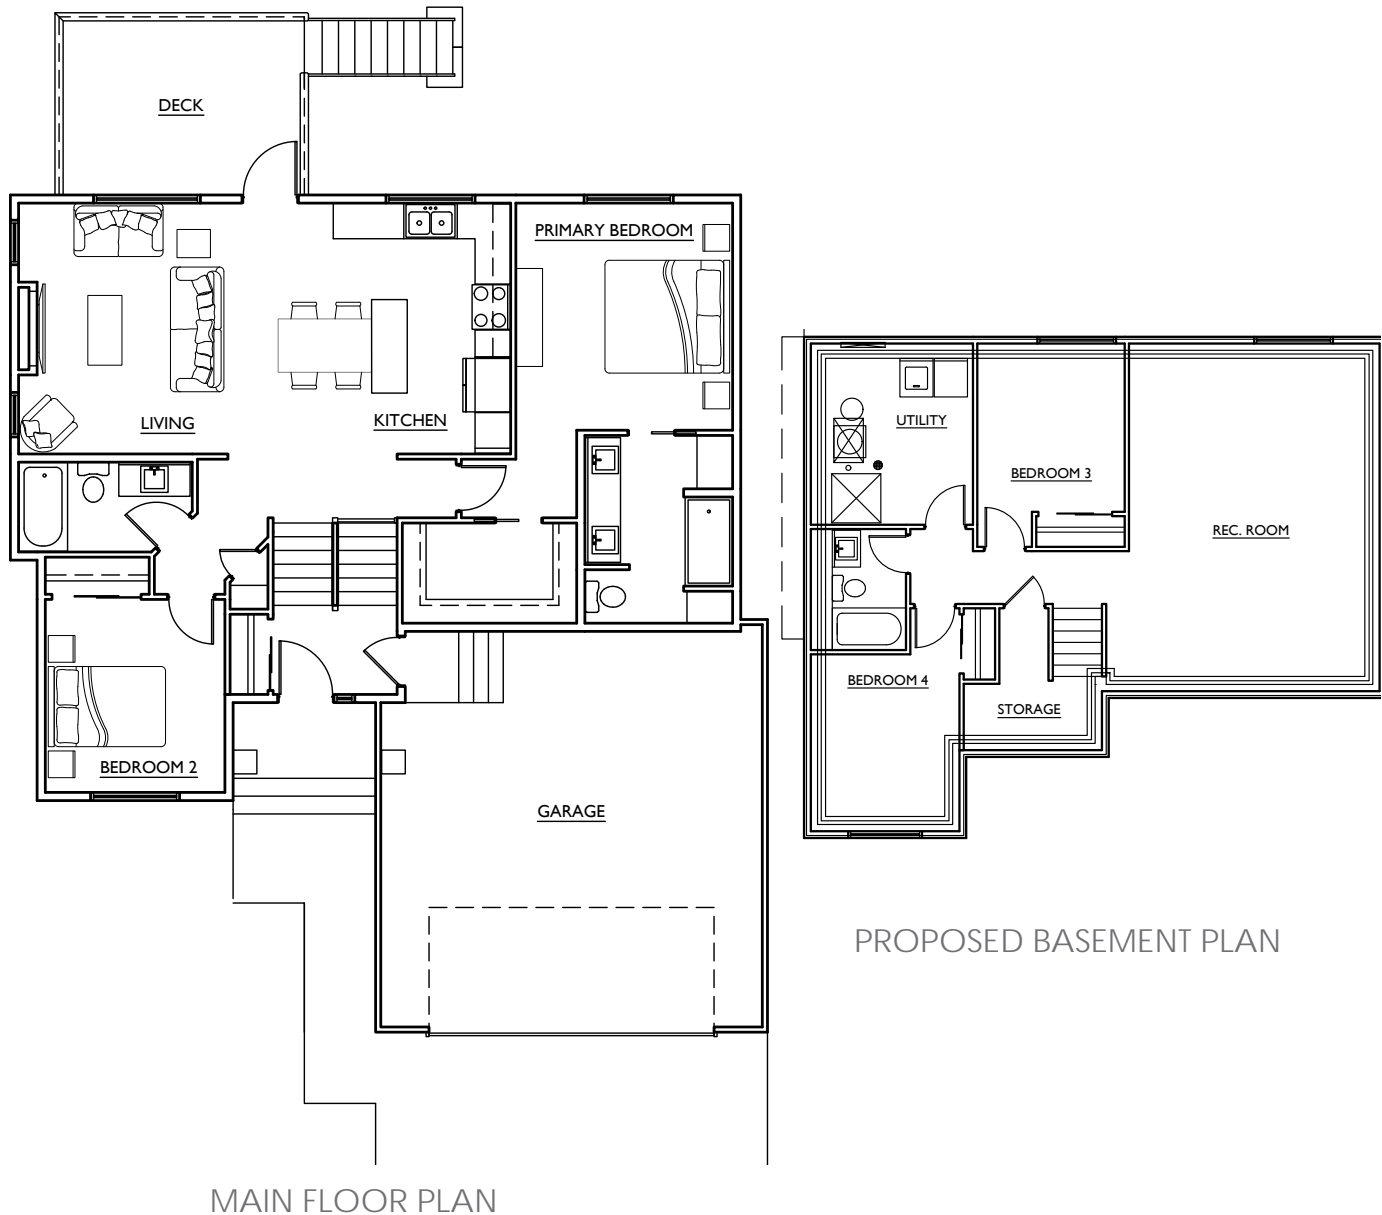 DECK
PRIMARY BEDROOM
LIVING
KITCHEN
UTILITY
BEDROOM 3
REC. ROOM
BEDROOM 4
STORAGE
BEDROOM 2
GARAGE
PROPOSED BASEMENT PLAN
MAIN FLOOR PLAN